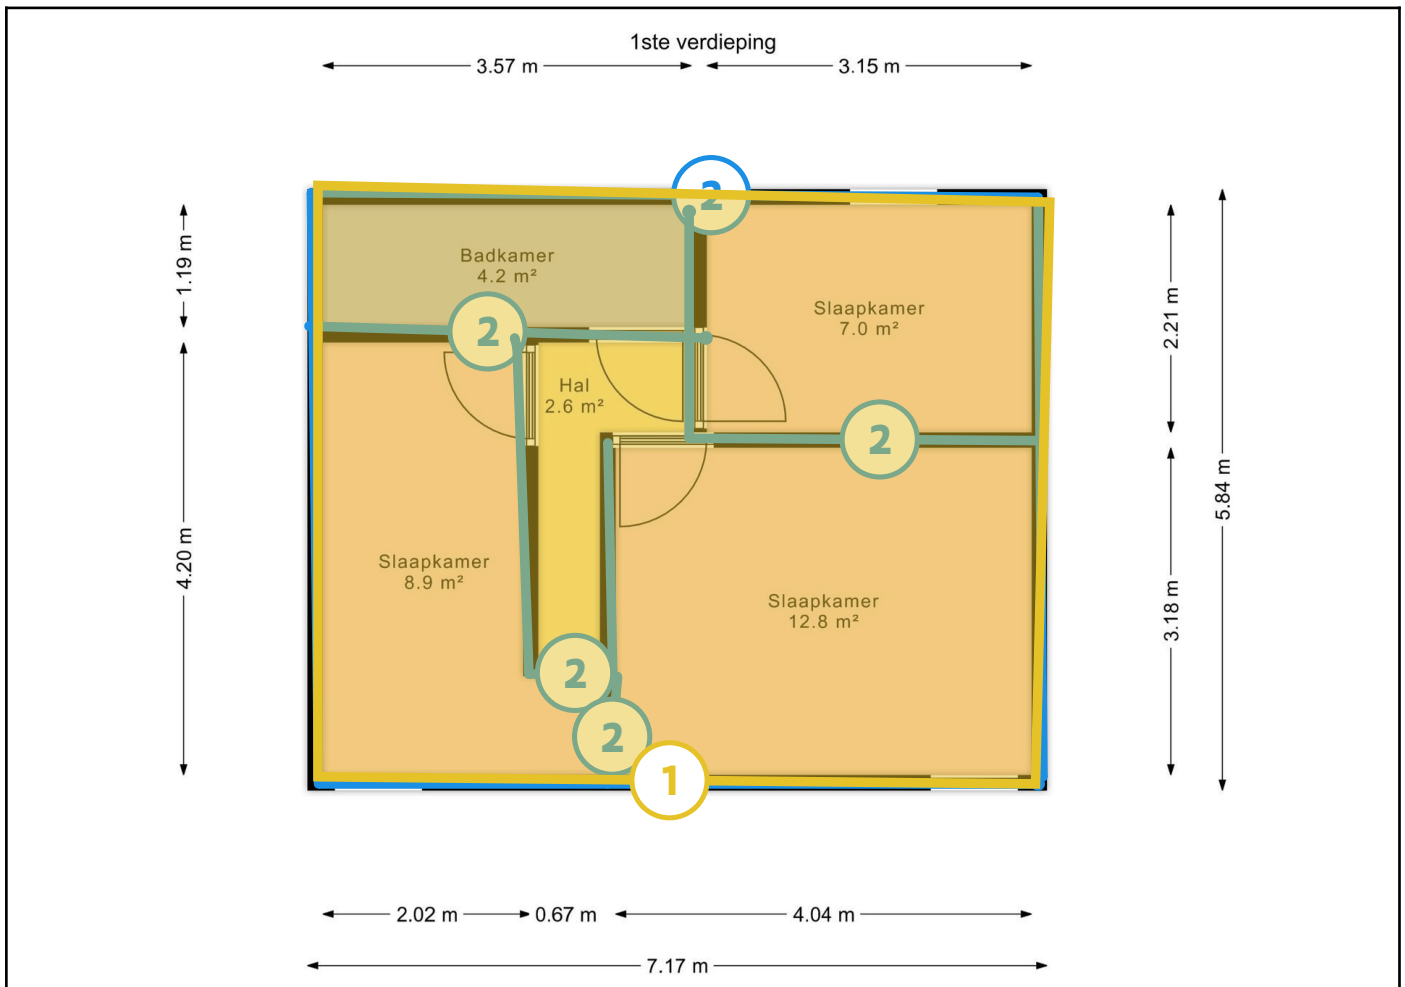 1ste verdieping
3.57 m
3.15 m
2
Badkamer
4.2 m²
1.19 m
Slaapkamer
7.0 m²
2.21 m
2
Hal
2.6 m²
2
5.84 m
4.20 m
Slaapkamer
8.9 m²
Slaapkamer
12.8 m²
3.18 m
2
2
1
2.02 m
0.67 m
4.04 m
7.17 m